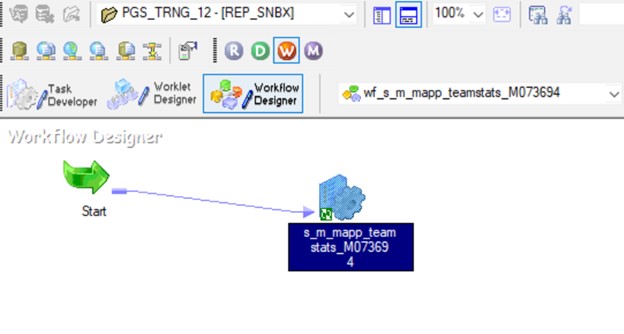 PGS_TRNG_12 - [REP_SNBX]
100%
R D W M
Task Developer
Worklet Designer
Workflow Designer
wf_s_m_mapp_teamstats_M073694
Workflow Designer
Start
s_m_mapp_team
stats_M07369
4